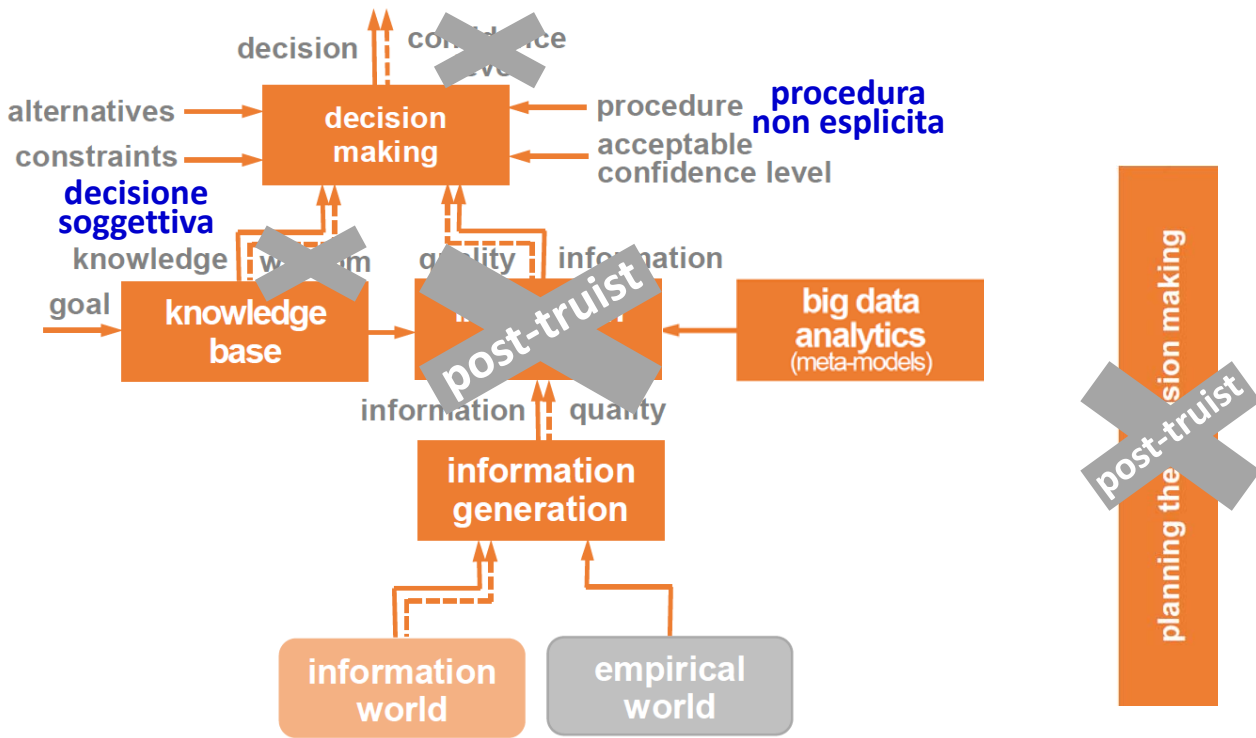 decision
alternatives
constraints
decision
making
procedure
procedura
non esplicita
acceptable
confidence level
decisione
soggettiva
knowledge
quality
information
goal
knowledge
base
post-truist
big data
analytics
(meta-models)
information
quality
information
generation
information
world
empirical
world
planning the
making
post-truist